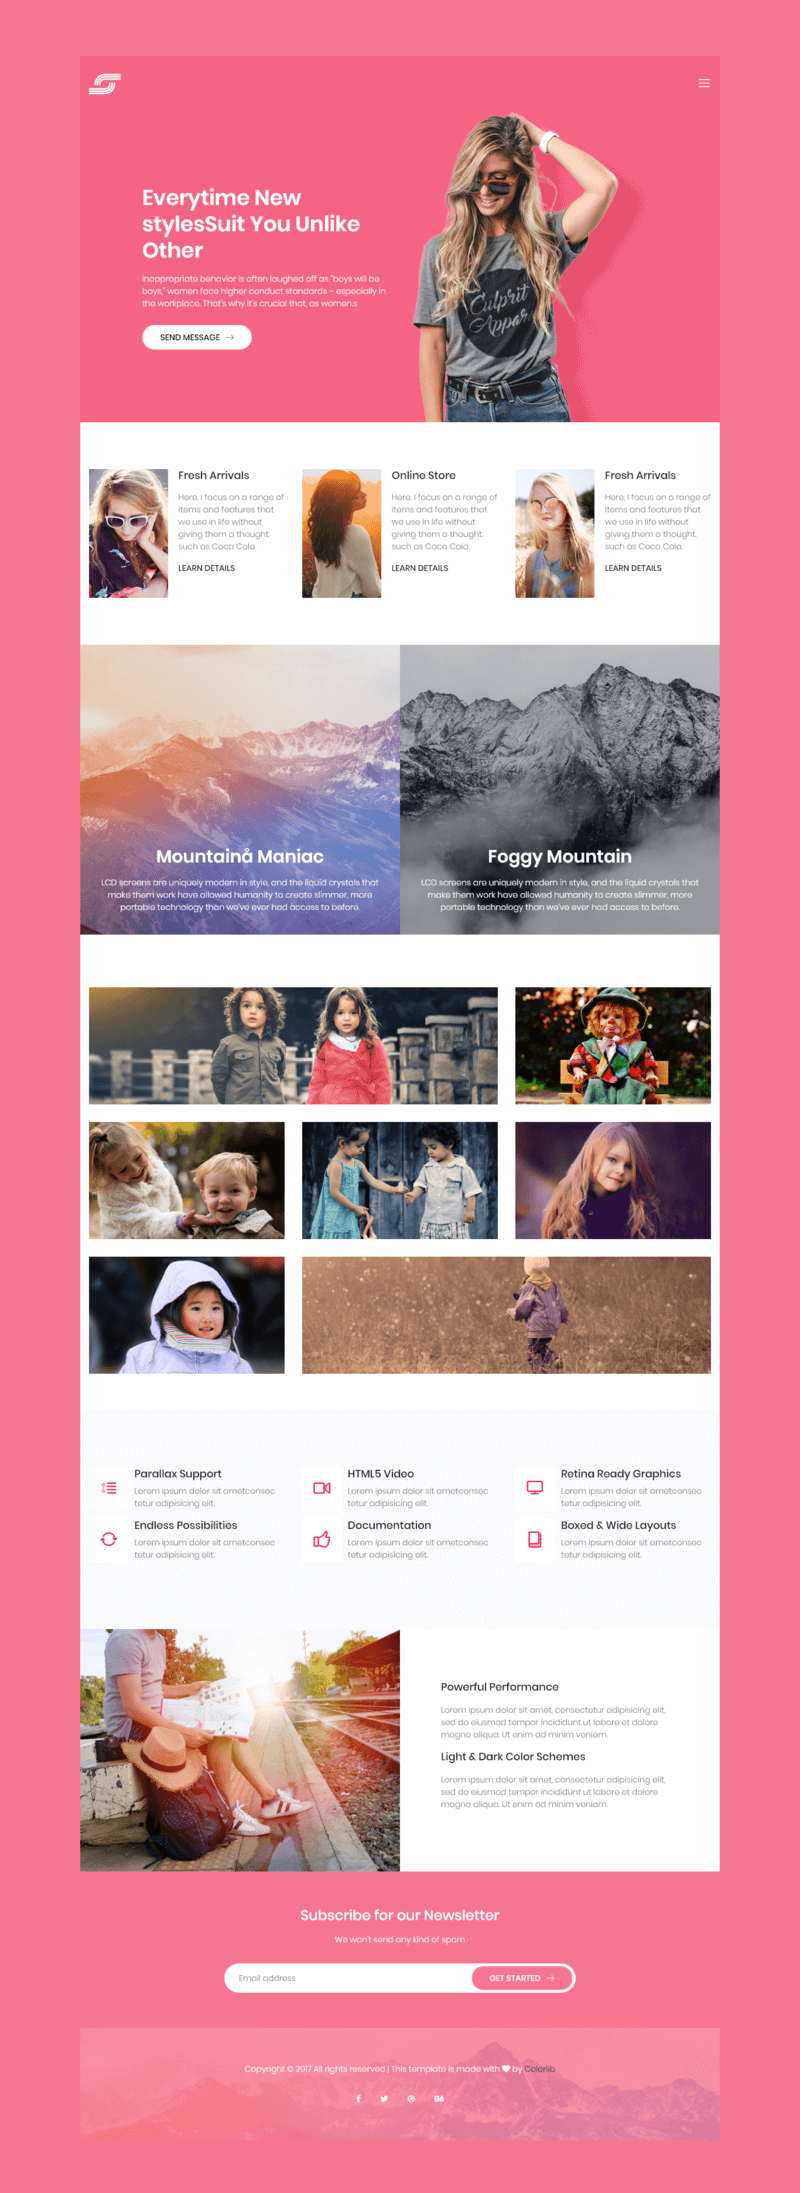 Everytime New
stylesSuit You Unlike
Other
inappropriate behavior is often laughed off as "boys will be
boys," women face higher conduct standards – especially in
the workplace. That's why it's crucial that, as women.s
SEND MESSAGE
Culprit
Apparel
Fresh Arrivals
Here, I focus on a range of
items and features that
we use in life without
giving them a thought.
such as Coca Cola.
LEARN DETAILS
Online Store
Here, I focus on a range of
items and features that
we use in life without
giving them a thought.
such as Coca Cola.
LEARN DETAILS
Fresh Arrivals
Here, I focus on a range of
items and features that
we use in life without
giving them a thought.
such as Coca Cola.
LEARN DETAILS
Mountainå Maniac
LCD screens are uniquely modern in style, and the liquid crystals that
make them work have allowed humanity to create slimmer, more
portable technology than we've ever had access to before.
Foggy Mountain
LCD screens are uniquely modern in style, and the liquid crystals that
make them work have allowed humanity to create slimmer, more
portable technology than we've ever had access to before.
Parallax Support
Lorem ipsum dolor sit ametconsec
tetur adipisicing elit.
HTML5 Video
Lorem ipsum dolor sit ametconsec
tetur adipisicing elit.
Retina Ready Graphics
Lorem ipsum dolor sit ametconsec
tetur adipisicing elit.
Endless Possibilities
Lorem ipsum dolor sit ametconsec
tetur adipisicing elit.
Documentation
Lorem ipsum dolor sit ametconsec
tetur adipisicing elit.
Boxed & Wide Layouts
Lorem ipsum dolor sit ametconsec
tetur adipisicing elit.
Powerful Performance
Lorem ipsum dolor sit amet, consectetur adipisicing elit,
sed do eiusmod tempor incididunt ut labore et dolore
magna aliqua. Ut enim ad minim veniam.
Light & Dark Color Schemes
Lorem ipsum dolor sit amet, consectetur adipisicing elit,
sed do eiusmod tempor incididunt ut labore et dolore
magna aliqua. Ut enim ad minim veniam.
Subscribe for our Newsletter
We won't send any kind of spam
Email address
GET STARTED
Copyright © 2017 All rights reserved | This template is made with ♥ by Colorlib